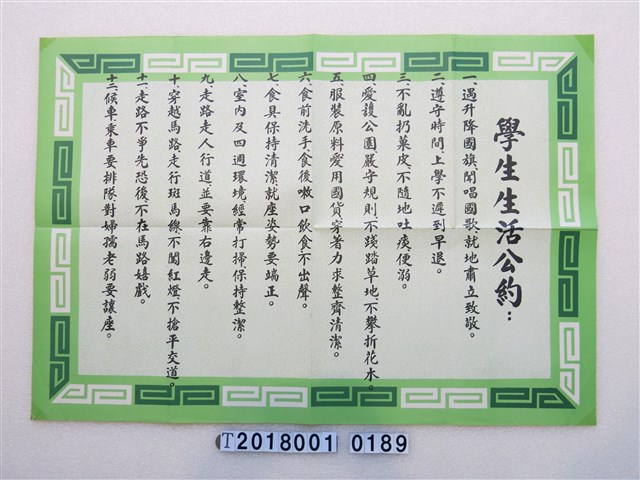 學生生活公約：
一、遇升降國旗、聞唱國歌、就地肅立致敬。
二、遵守時間、上學不遲到早退。
三、不亂扔菓皮、不隨地吐痰、便溺。
四、愛護公園嚴守規則、不踐踏草地、不攀折花木。
五、服裝原料愛用國貨穿著力求整齊清潔。
六、食前洗手、食後嗽口飲食不出聲。
七、食具保持清潔就座姿勢要端正。
八、室內及四週環境經常打掃保持整潔。
九、走路走人行道、並要靠右邊走。
十、穿越馬路、走行斑馬線、不闖紅燈、不搶平交道。
十一、走路不爭先恐後、不在馬路嬉戲。
十二、候車、乘車要排隊對婦孺老弱要讓座。
T2018001 0189